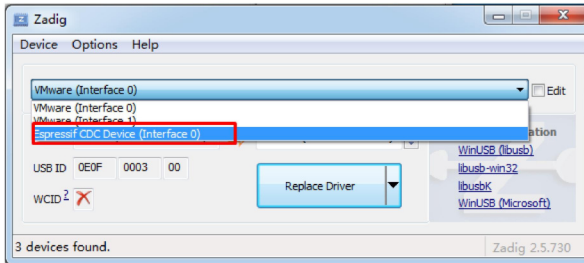 Zadig
Device Options Help
VMware (Interface 0)
Edit
VMware (Interface 0)
VMware (Interface 1)
Espressif CDC Device (Interface 0)
ation
WinUSB (libusb)
USB ID 0E0F 0003 00
libusb-win32
Replace Driver
libusbK
WCID ?
WinUSB (Microsoft)
3 devices found.
Zadig 2.5.730